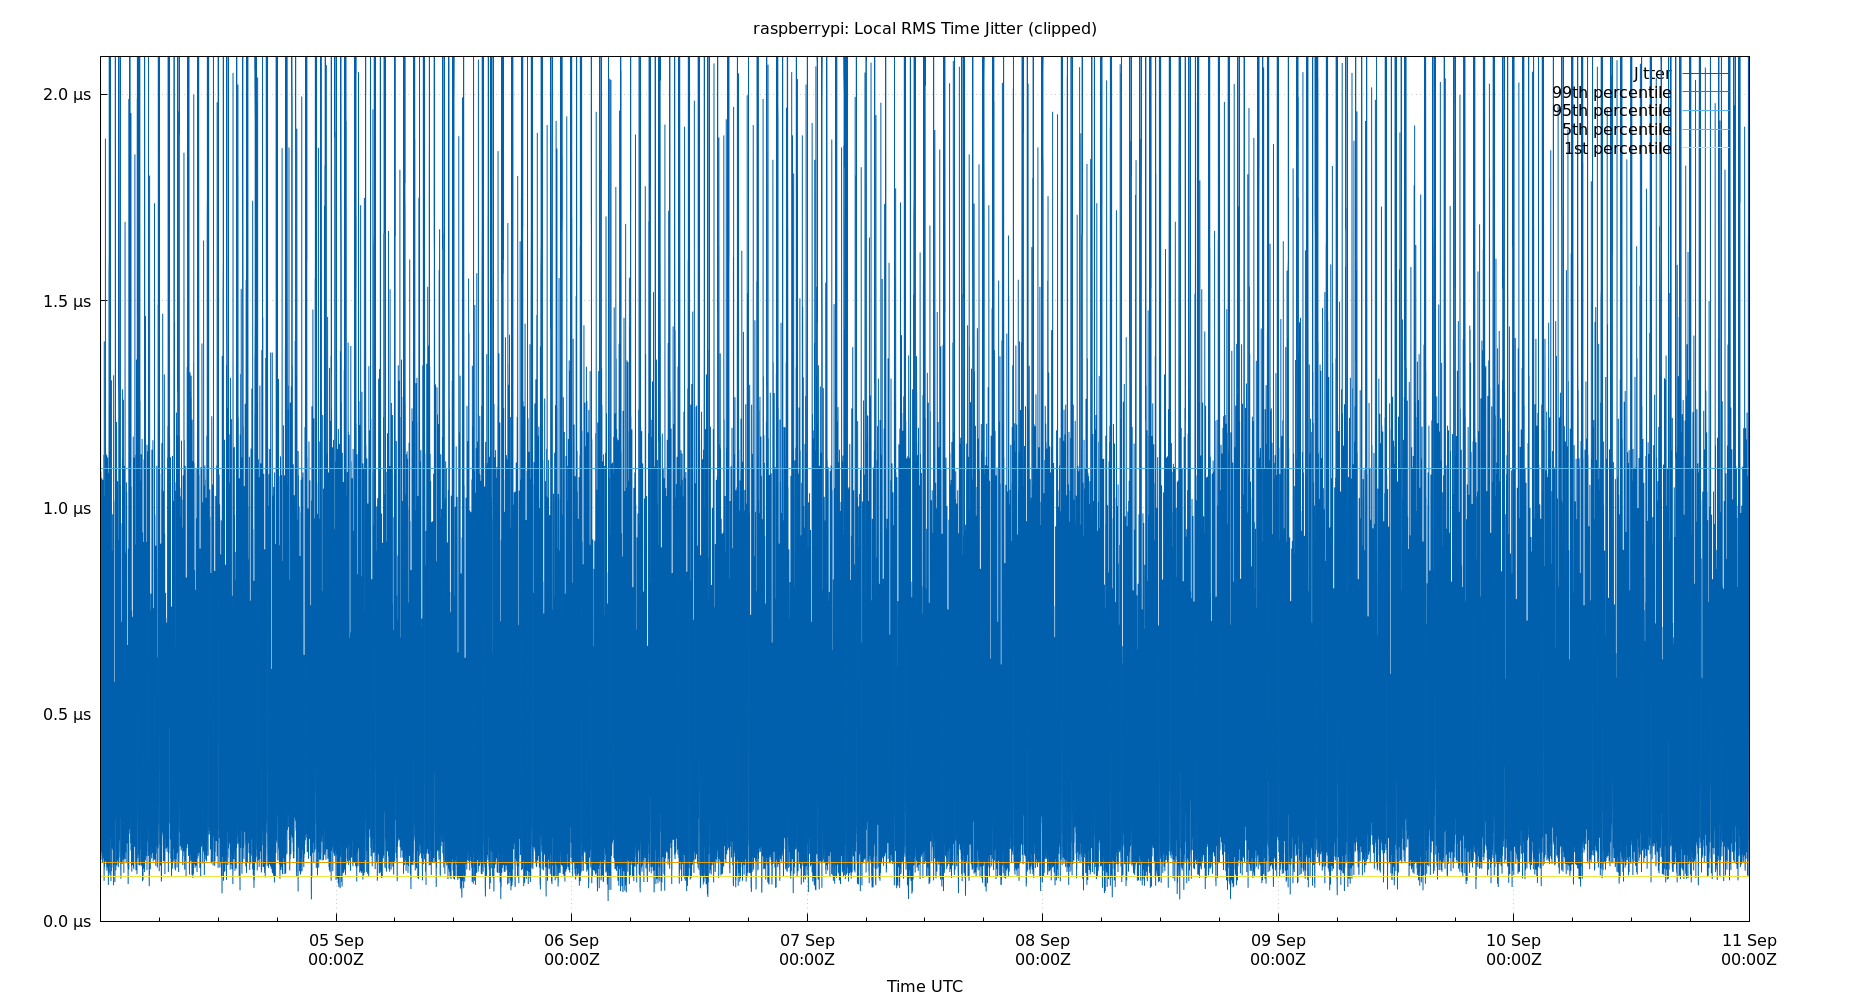 raspberrypi: Local RMS Time Jitter (clipped)
2.0 µs
1.5 µs
1.0 µs
0.5 µs
0.0 µs
Jitter
99th percentile
95th percentile
5th percentile
1st percentile
05 Sep 06 Sep 07 Sep 08 Sep 09 Sep 10 Sep 11 Sep
00:00Z 00:00Z 00:00Z 00:00Z 00:00Z 00:00Z 00:00Z
Time UTC